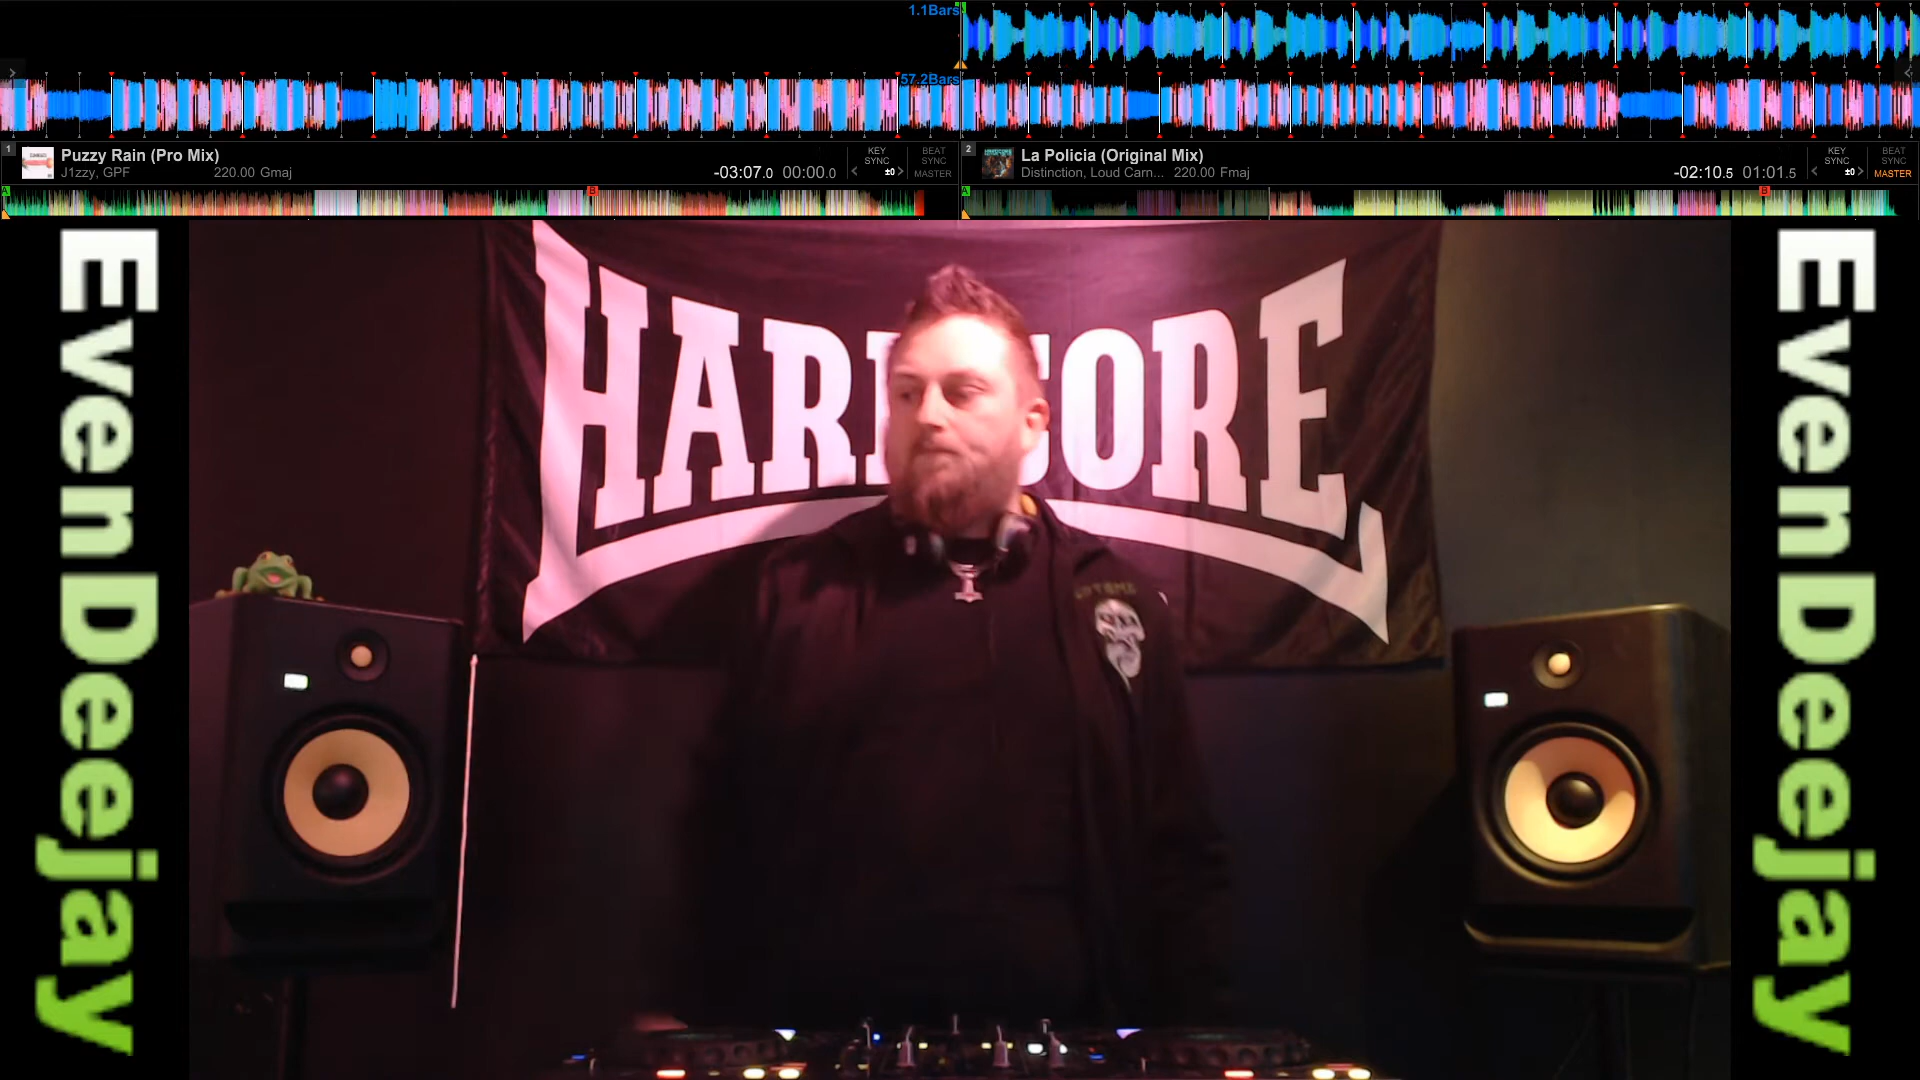 1.1Bars
57.2Bars
1
Puzzy Rain (Pro Mix)
J1zzy, GPF
220.00 Gmaj
-03:07.0 00:00.0
KEY SYNC
±0
BEAT SYNC
MASTER
2
La Policia (Original Mix)
Distinction, Loud Carn...
220.00 Fmaj
-02:10.5 01:01.5
KEY SYNC
±0
BEAT SYNC
MASTER
A
B
A
B
EvenDeejay
HARDCORE
EvenDeejay